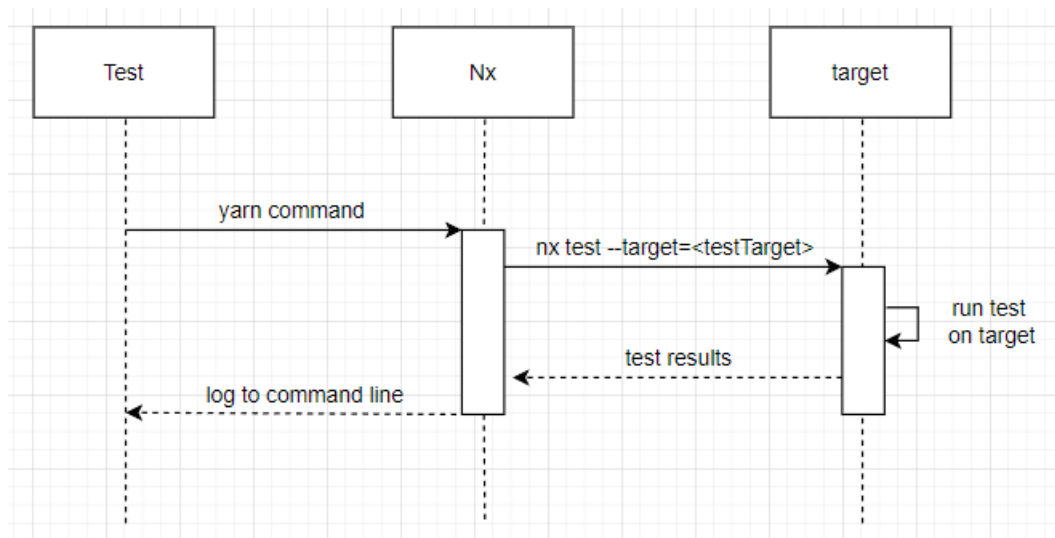 Test
Nx
target
yarn command
nx test --target=<testTarget>
run test
on target
test results
log to command line